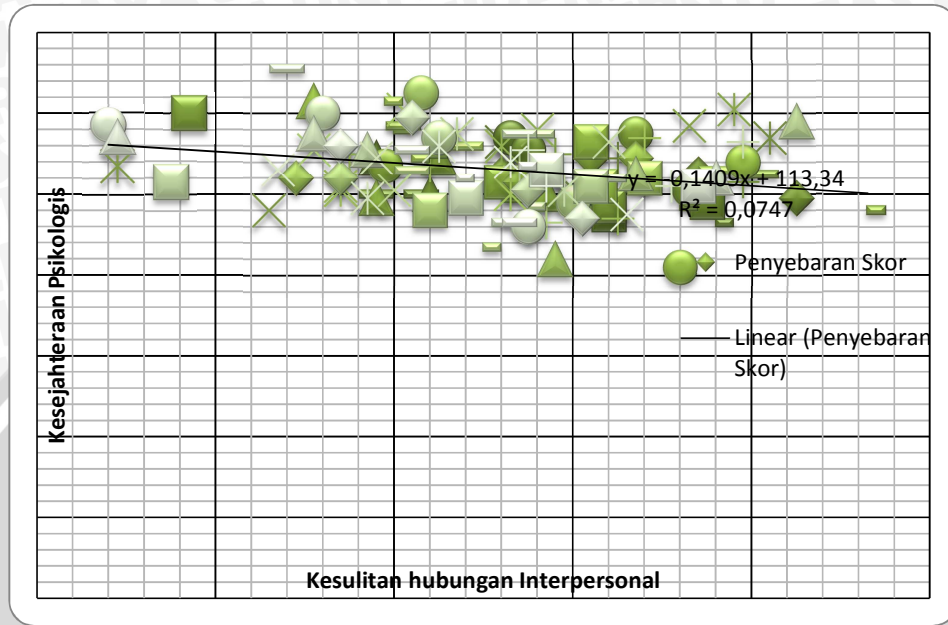 Kesejahteraan Psikologis
y = -0,1409x + 113,34
R² = 0,0747
Penyebaran Skor
Linear (Penyebaran
Skor)
Kesulitan hubungan Interpersonal